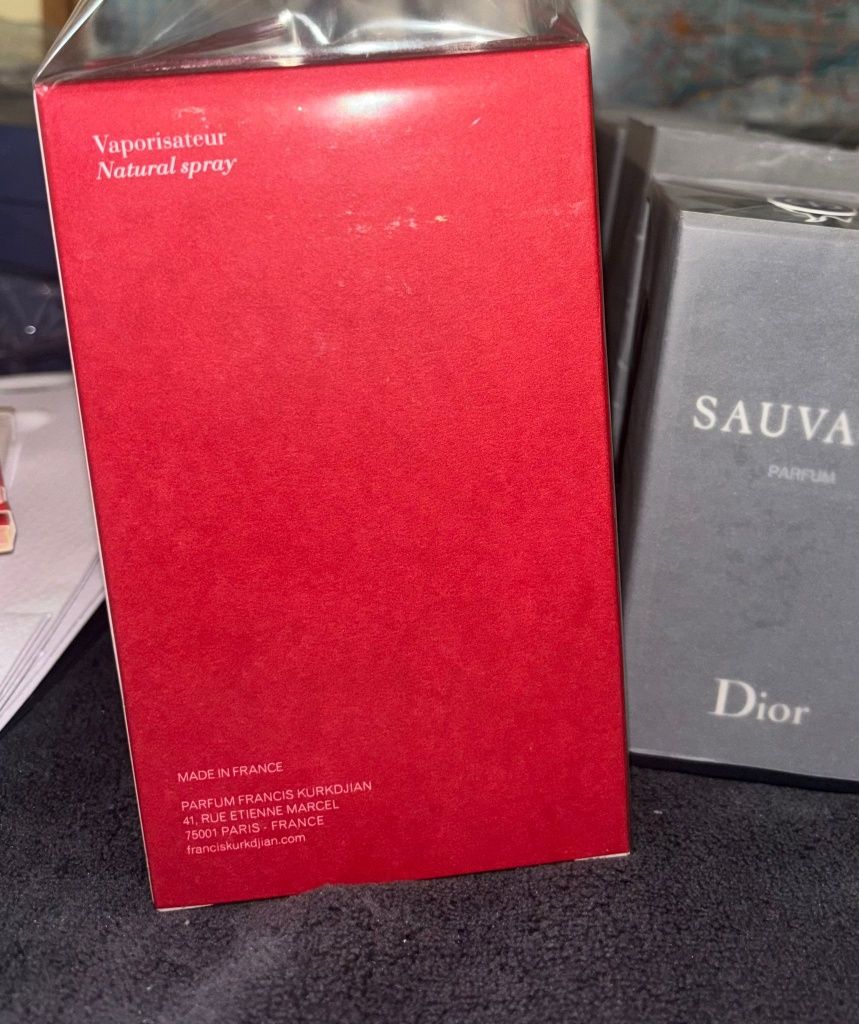 Vaporisateur
Natural spray
MADE IN FRANCE
PARFUM FRANCIS KURKDJIAN
41, RUE ETIENNE MARCEL
75001 PARIS - FRANCE
franciskurkdjian.com
SAUVA
PARFUM
Dior